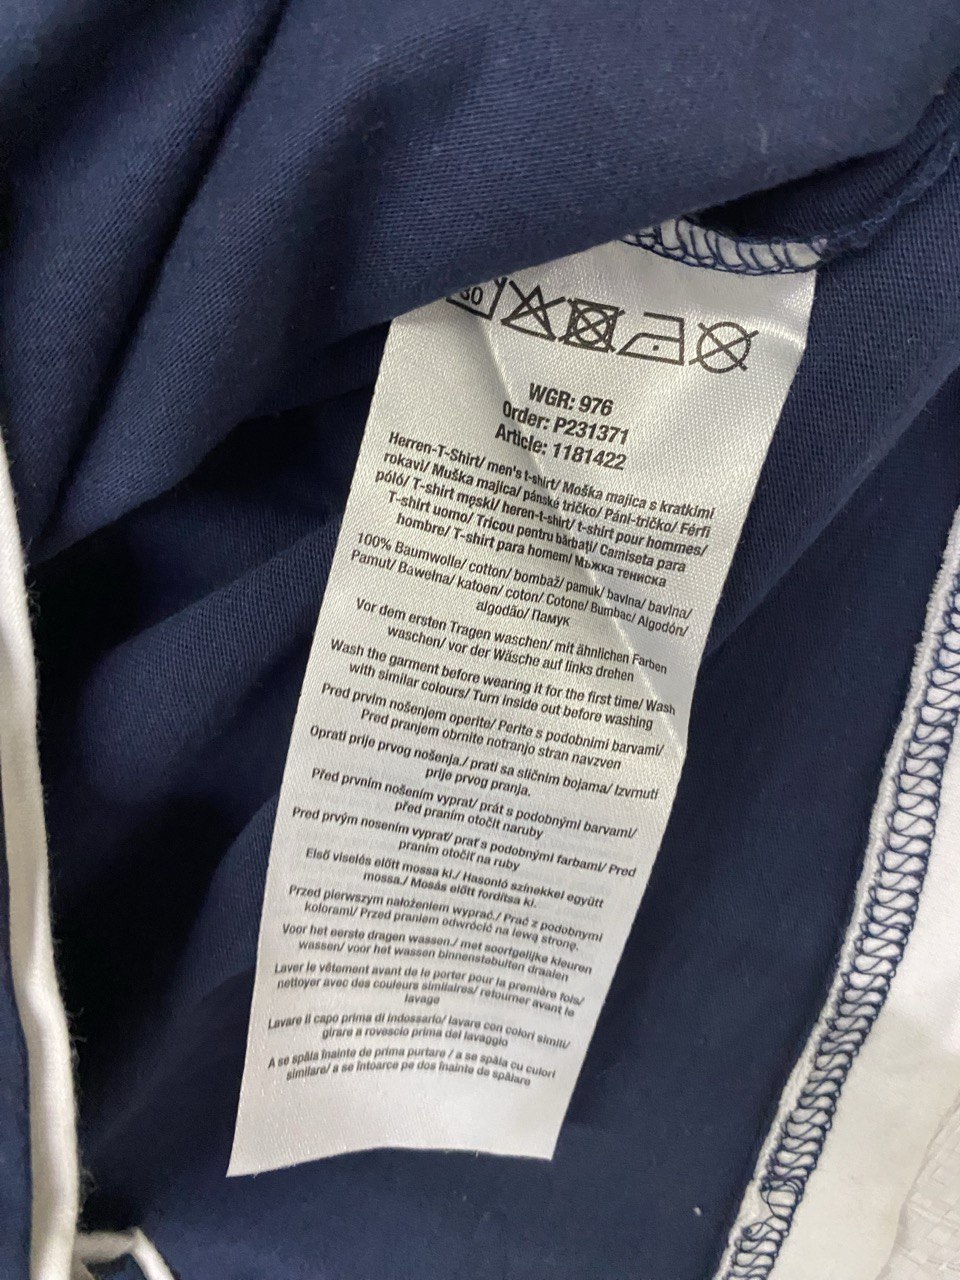 30
WGR: 976
Order: P231371
Article: 1181422
Herren-T-Shirt/ men's t-shirt/ Moška majica s kratkimi
rokavi/ Muška majica/ pánské tričko/ Páni-tričko/ Férfi
póló/ T-shirt męski/ heren-t-shirt/ t-shirt pour hommes/
T-shirt uomo/ Tricou pentru bărbați/ Camiseta para
hombre/ T-shirt para homem/ Мъжка тениска
100% Baumwolle/ cotton/ bombaž/ pamuk/ bavlna/ bavlna/
Pamut/ Bawełna/ katoen/ coton/ Cotone/ Bumbac/ Algodón/
algodão/ Памук
Vor dem ersten Tragen waschen/ mit ähnlichen Farben
waschen/ vor der Wäsche auf links drehen
Wash the garment before wearing it for the first time/ Wash
with similar colours/ Turn inside out before washing
Pred prvim nošenjem operite/ Perite s podobnimi barvami/
Pred pranjem obrnite notranjo stran navzven
Oprati prije prvog nošenja./ prati sa sličnim bojama/ Izvrnuti
prije prvog pranja.
Před prvním nošením vyprat/ prát s podobnými barvami/
před praním otočit naruby
Pred prvým nosením vyprať/ prať s podobnými farbami/ Pred
praním otočiť na ruby
Első viselés előtt mossa ki./ Hasonló színekkel együtt
mossa./ Mosás előtt fordítsa ki.
Przed pierwszym nałożeniem wyprać./ Prać z podobnymi
kolorami/ Przed praniem odwrócić na lewą stronę.
Voor het eerste dragen wassen./ met soortgelijke kleuren
wassen/ voor het wassen binnenstebuiten draaien
Laver le vêtement avant de le porter pour la première fois/
nettoyer avec des couleurs similaires/ retourner avant le
lavage
Lavare il capo prima di indossarlo/ lavare con colori simili/
girare a rovescio prima del lavaggio
A se spăla înainte de prima purtare / a se spăla cu culori
similare/ a se întoarce pe dos înainte de spălare